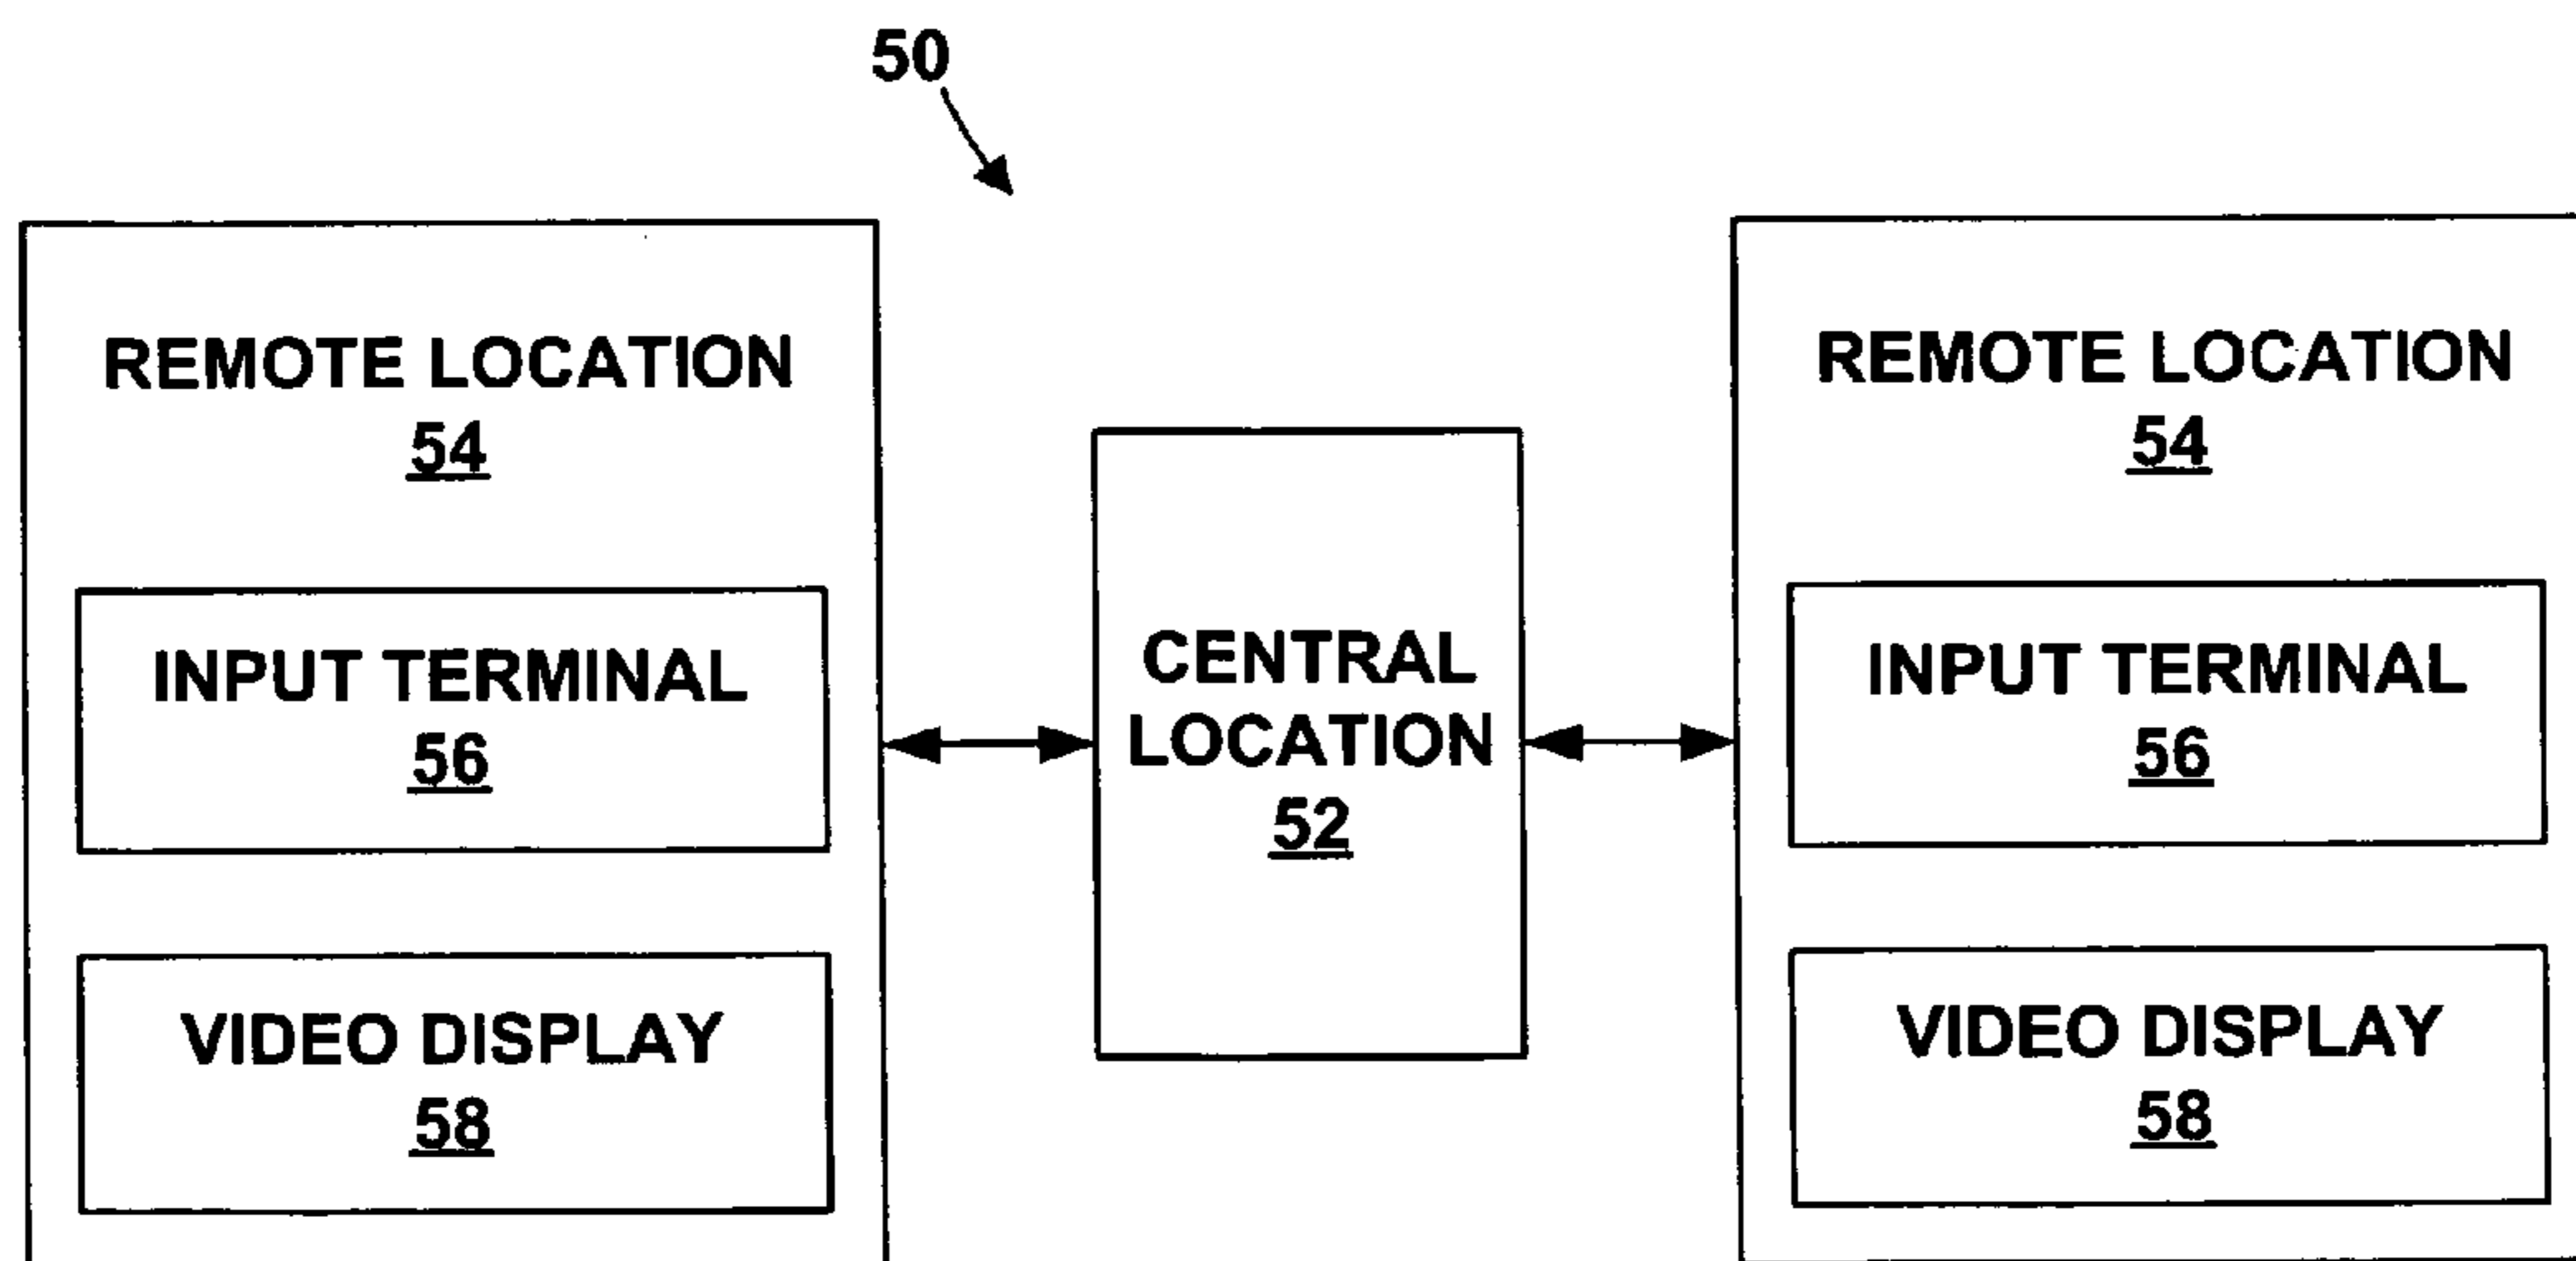 50
REMOTE LOCATION
54
INPUT TERMINAL
56
VIDEO DISPLAY
58
CENTRAL
LOCATION
52
REMOTE LOCATION
54
INPUT TERMINAL
56
VIDEO DISPLAY
58